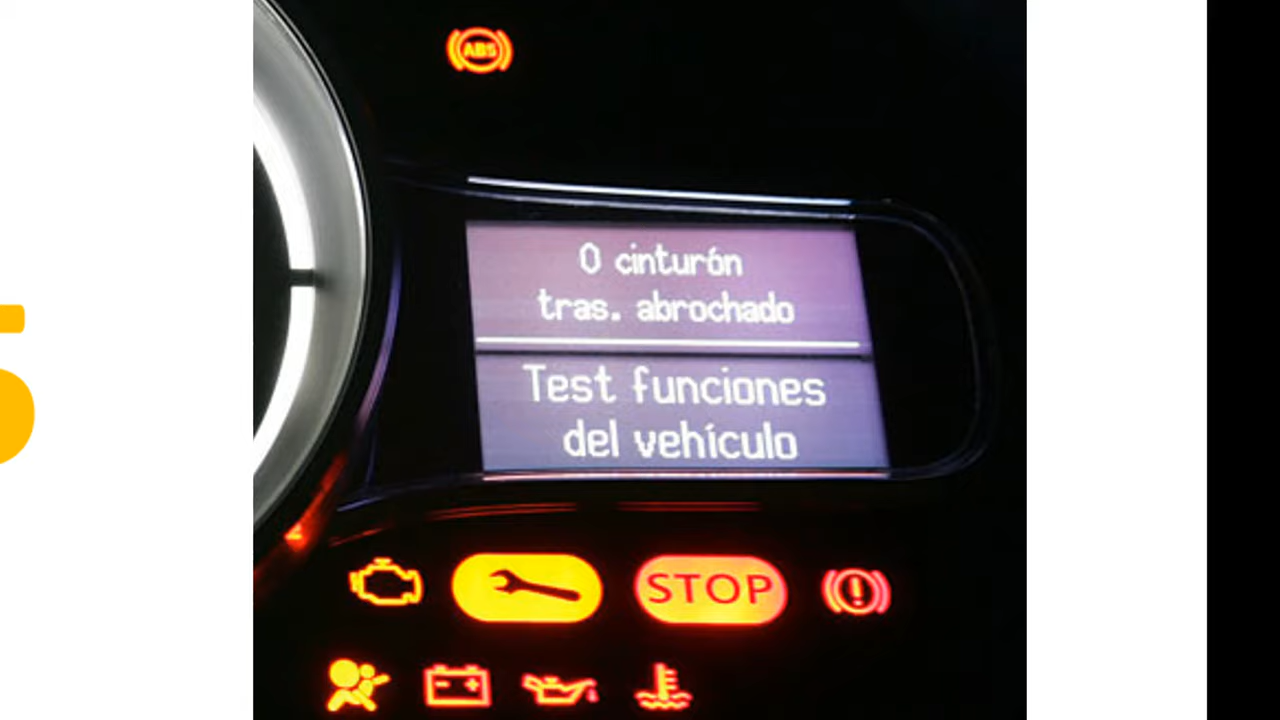 ABS
0 cinturón
tras. abrochado
Test funciones
del vehículo
STOP